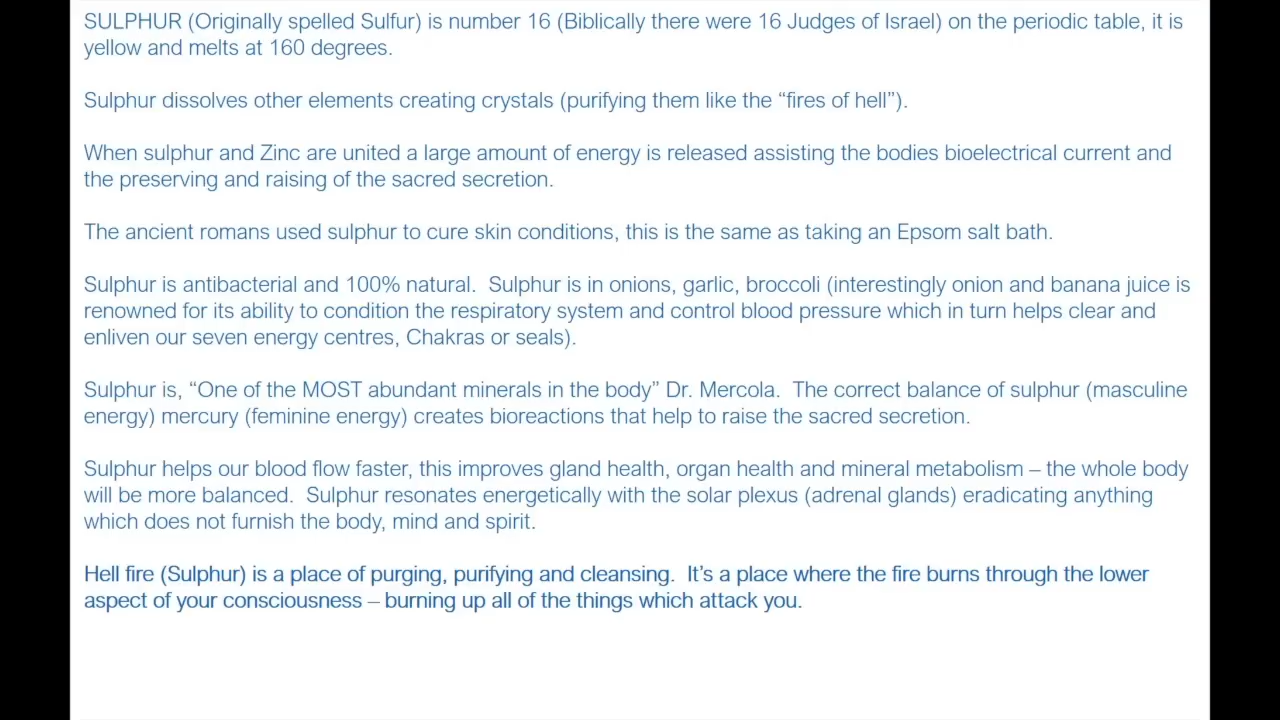 SULPHUR (Originally spelled Sulfur) is number 16 (Biblically there were 16 Judges of Israel) on the periodic table, it is
yellow and melts at 160 degrees.
Sulphur dissolves other elements creating crystals (purifying them like the “fires of hell”).
When sulphur and Zinc are united a large amount of energy is released assisting the bodies bioelectrical current and
the preserving and raising of the sacred secretion.
The ancient romans used sulphur to cure skin conditions, this is the same as taking an Epsom salt bath.
Sulphur is antibacterial and 100% natural.  Sulphur is in onions, garlic, broccoli (interestingly onion and banana juice is
renowned for its ability to condition the respiratory system and control blood pressure which in turn helps clear and
enliven our seven energy centres, Chakras or seals).
Sulphur is, “One of the MOST abundant minerals in the body” Dr. Mercola.  The correct balance of sulphur (masculine
energy) mercury (feminine energy) creates bioreactions that help to raise the sacred secretion.
Sulphur helps our blood flow faster, this improves gland health, organ health and mineral metabolism – the whole body
will be more balanced.  Sulphur resonates energetically with the solar plexus (adrenal glands) eradicating anything
which does not furnish the body, mind and spirit.
Hell fire (Sulphur) is a place of purging, purifying and cleansing.  It’s a place where the fire burns through the lower
aspect of your consciousness – burning up all of the things which attack you.